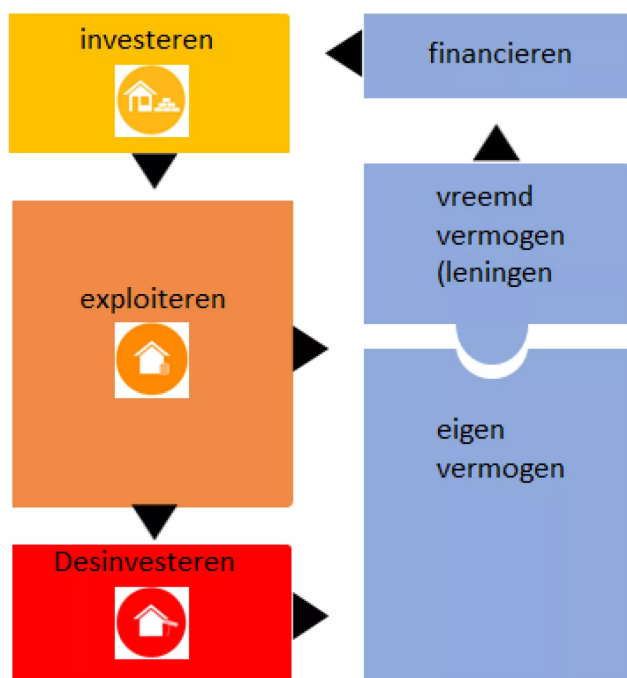 investeren
financieren
vreemd
vermogen
(leningen
exploiteren
eigen
vermogen
Desinvesteren